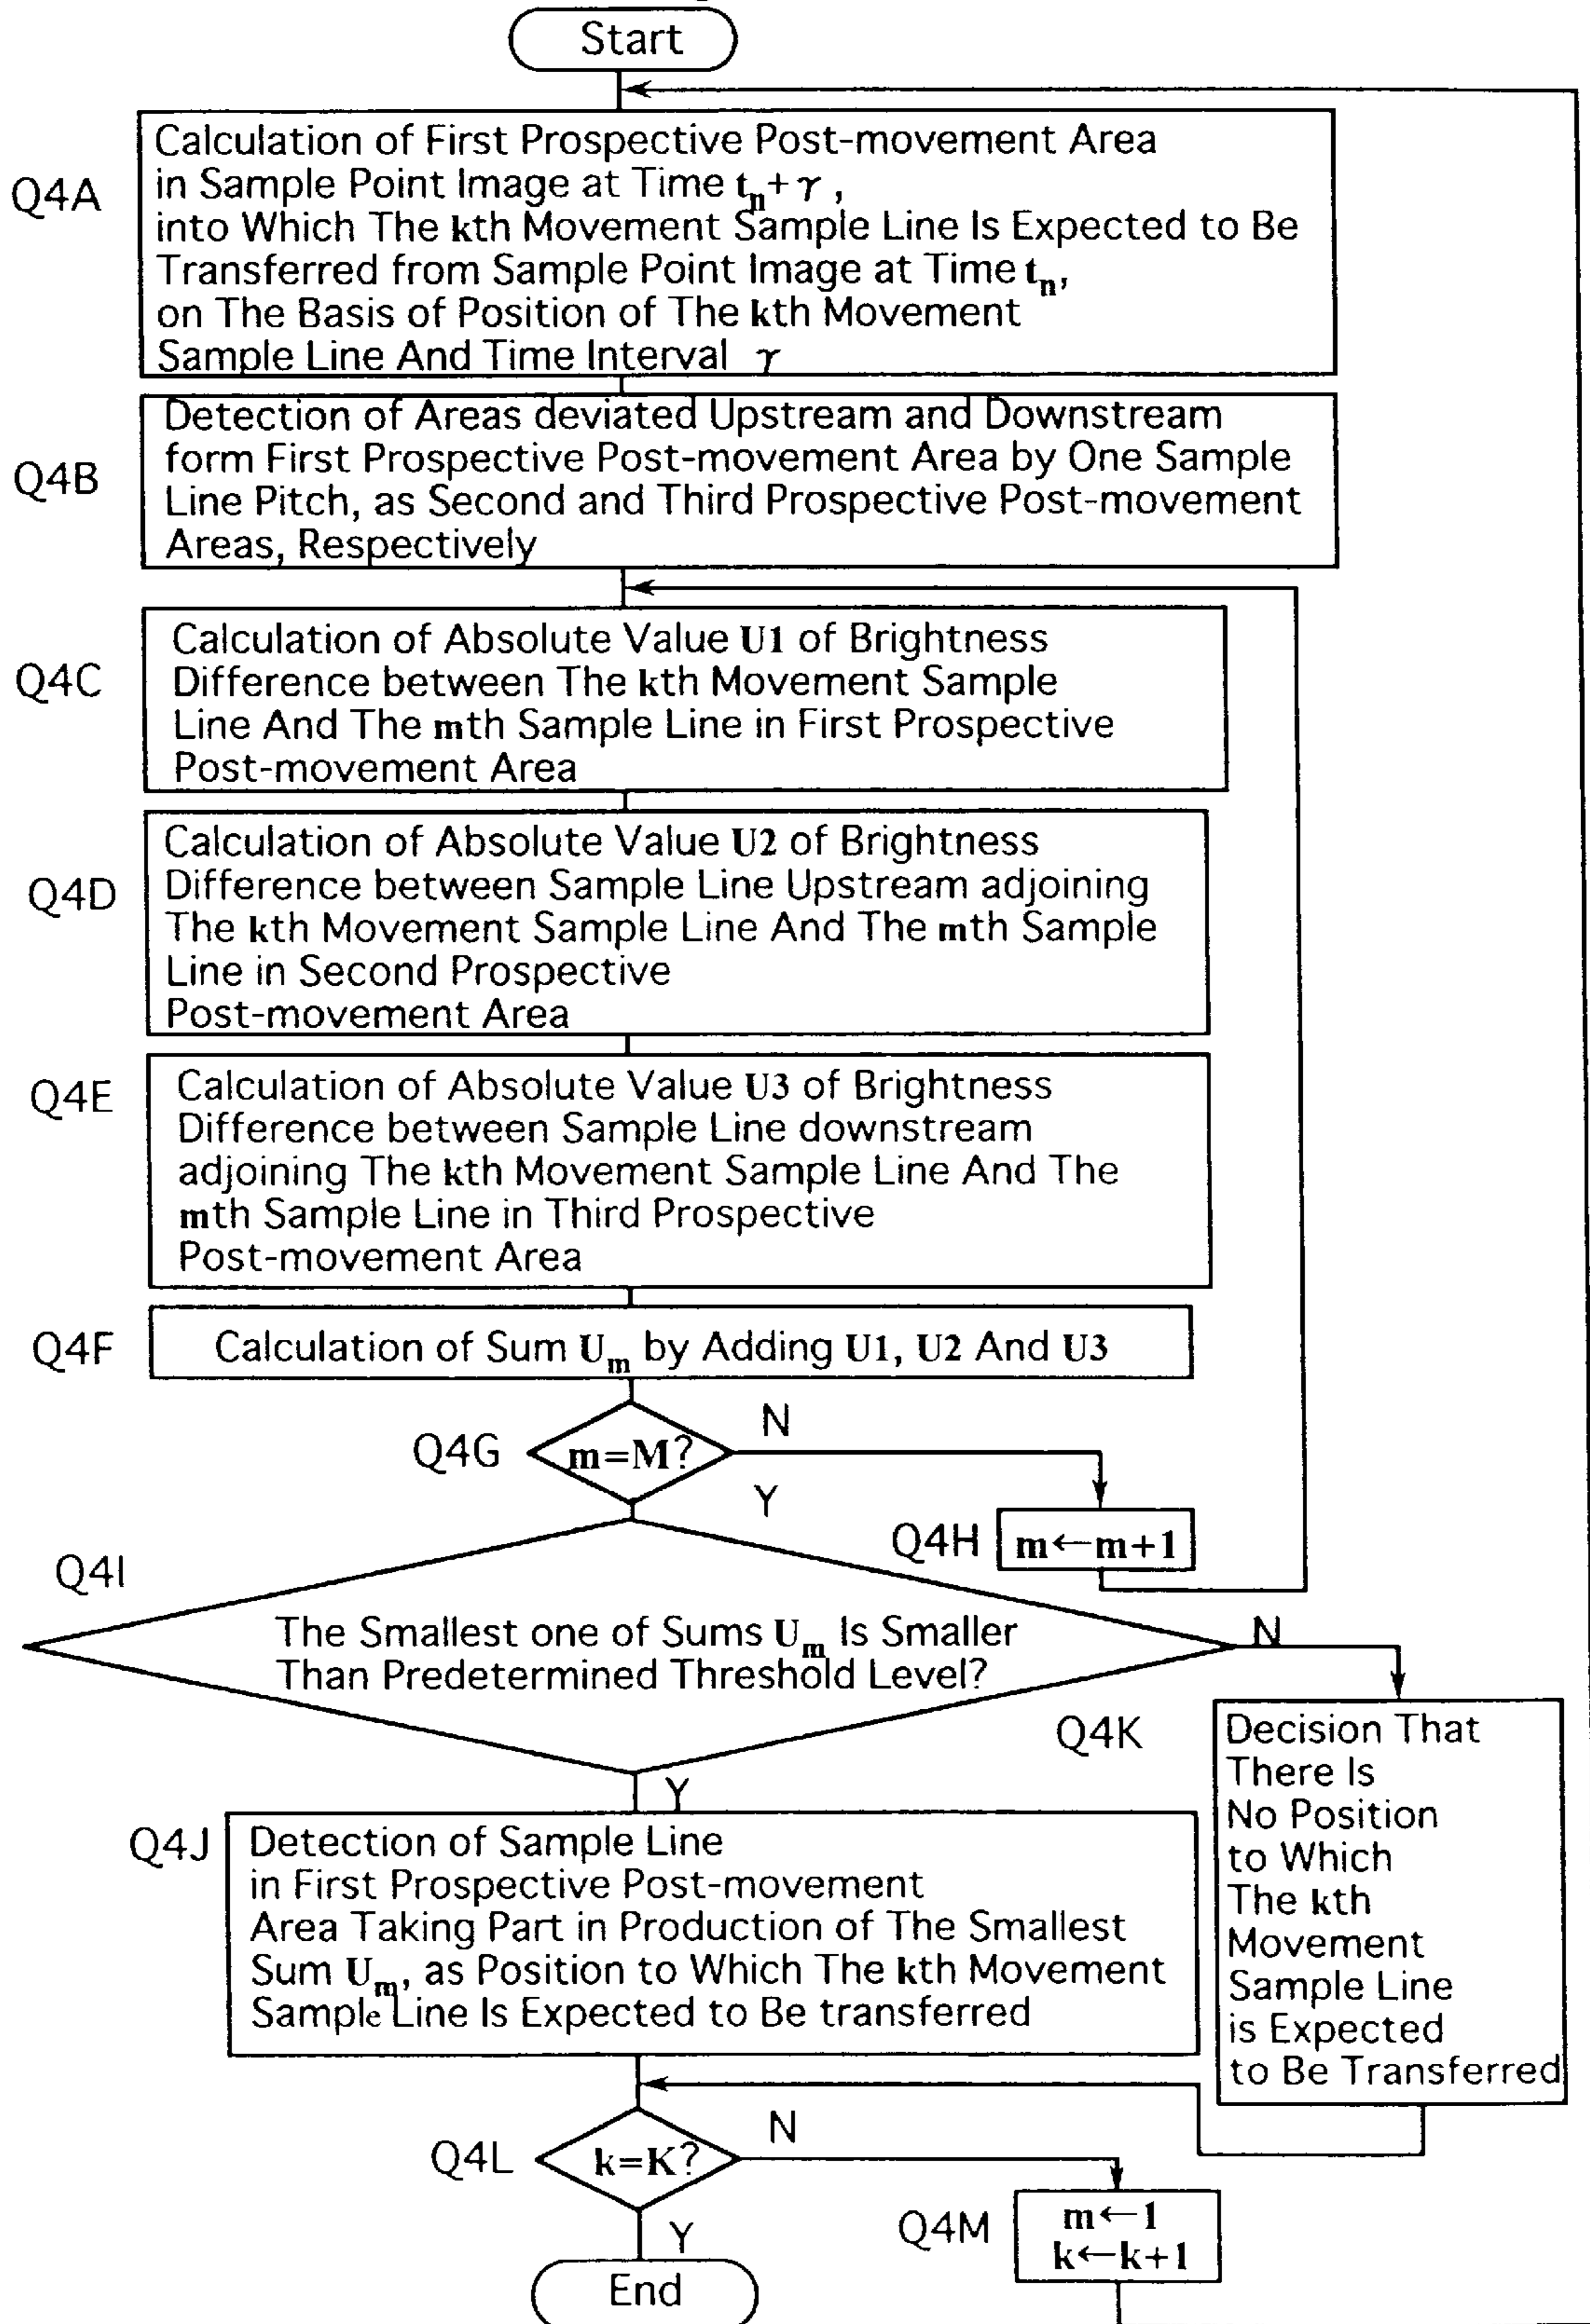 Start
Q4A
Calculation of First Prospective Post-movement Area
in Sample Point Image at Time tn+τ,
into Which The kth Movement Sample Line Is Expected to Be
Transferred from Sample Point Image at Time tn,
on The Basis of Position of The kth Movement
Sample Line And Time Interval τ
Q4B
Detection of Areas deviated Upstream and Downstream
form First Prospective Post-movement Area by One Sample
Line Pitch, as Second and Third Prospective Post-movement
Areas, Respectively
Q4C
Calculation of Absolute Value U1 of Brightness
Difference between The kth Movement Sample
Line And The mth Sample Line in First Prospective
Post-movement Area
Q4D
Calculation of Absolute Value U2 of Brightness
Difference between Sample Line Upstream adjoining
The kth Movement Sample Line And The mth Sample
Line in Second Prospective
Post-movement Area
Q4E
Calculation of Absolute Value U3 of Brightness
Difference between Sample Line downstream
adjoining The kth Movement Sample Line And The
mth Sample Line in Third Prospective
Post-movement Area
Q4F
Calculation of Sum Um by Adding U1, U2 And U3
Q4G
m=M?
N
Y
Q4H
m←m+1
Q4I
The Smallest one of Sums Um Is Smaller
Than Predetermined Threshold Level?
N
Y
Q4K
Decision That
There Is
No Position
to Which
The kth
Movement
Sample Line
is Expected
to Be Transferred
Q4J
Detection of Sample Line
in First Prospective Post-movement
Area Taking Part in Production of The Smallest
Sum Um, as Position to Which The kth Movement
Sample Line Is Expected to Be transferred
Q4L
k=K?
N
Y
Q4M
m←1
k←k+1
End